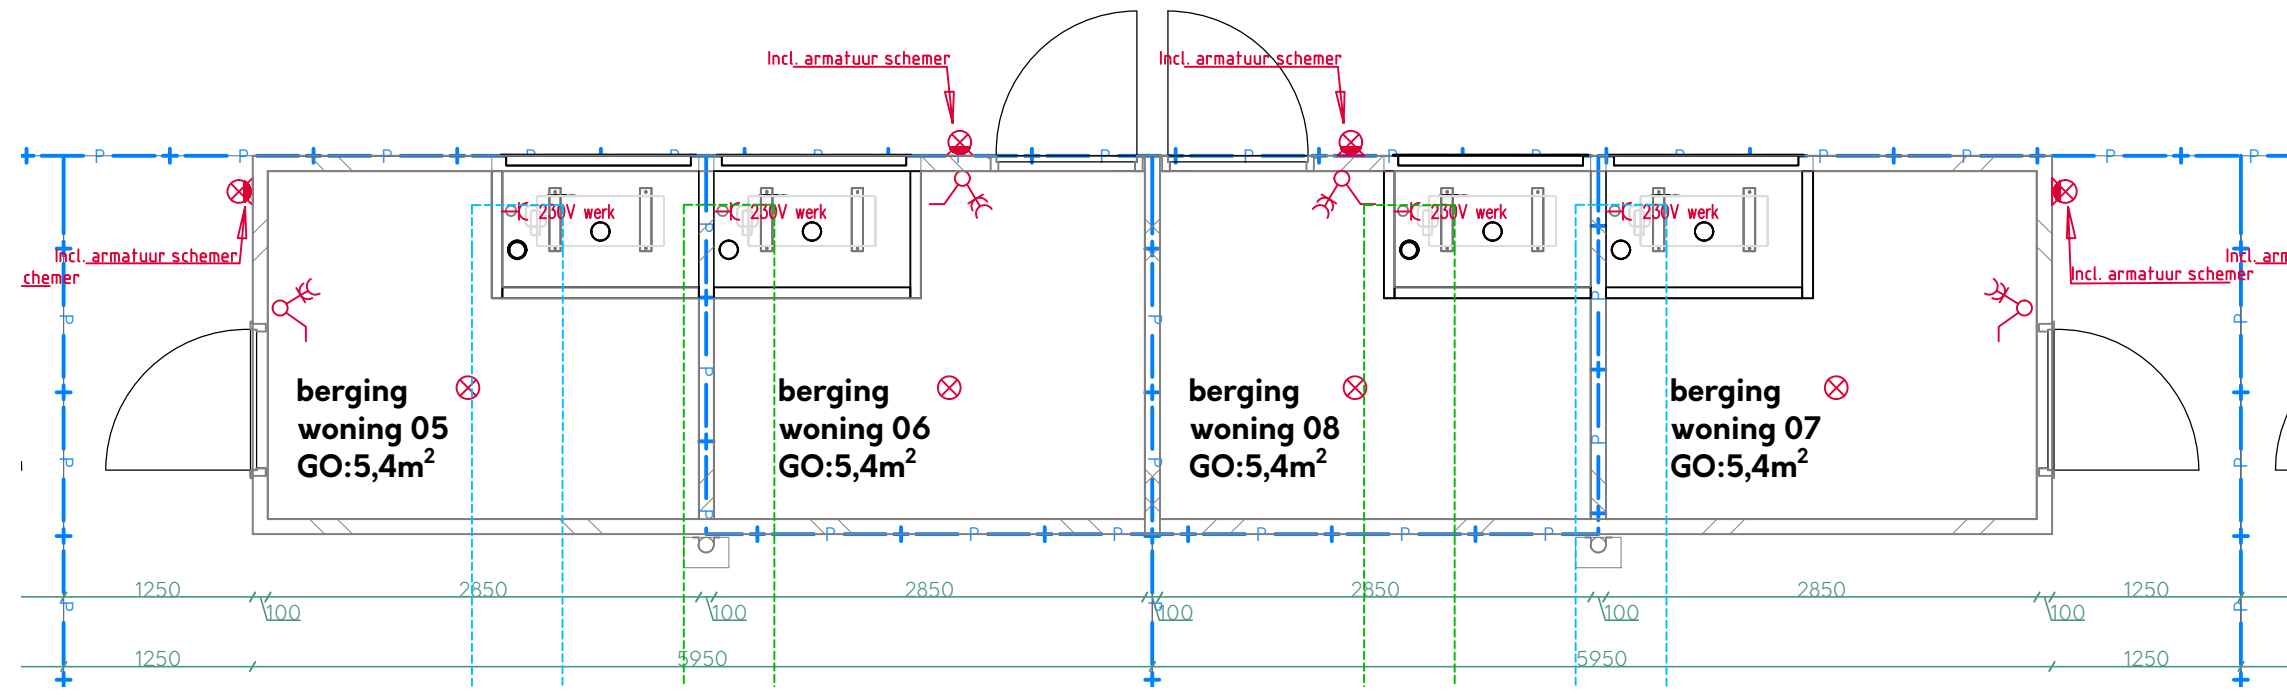 Incl. armatuur schemer
Incl. armatuur schemer
P P P P P P P P P P P P P P
230V werk
230V werk
230V werk
230V werk
Incl. armatuur schemer
chemer
Incl. arm
Incl. armatuur schemer
berging
woning 05
GO:5,4m²
berging
woning 06
GO:5,4m²
berging
woning 08
GO:5,4m²
berging
woning 07
GO:5,4m²
P P P P P P
1250 2850 2850 2850 2850 1250
100 100 100 100 100
1250 5950 5950 1250